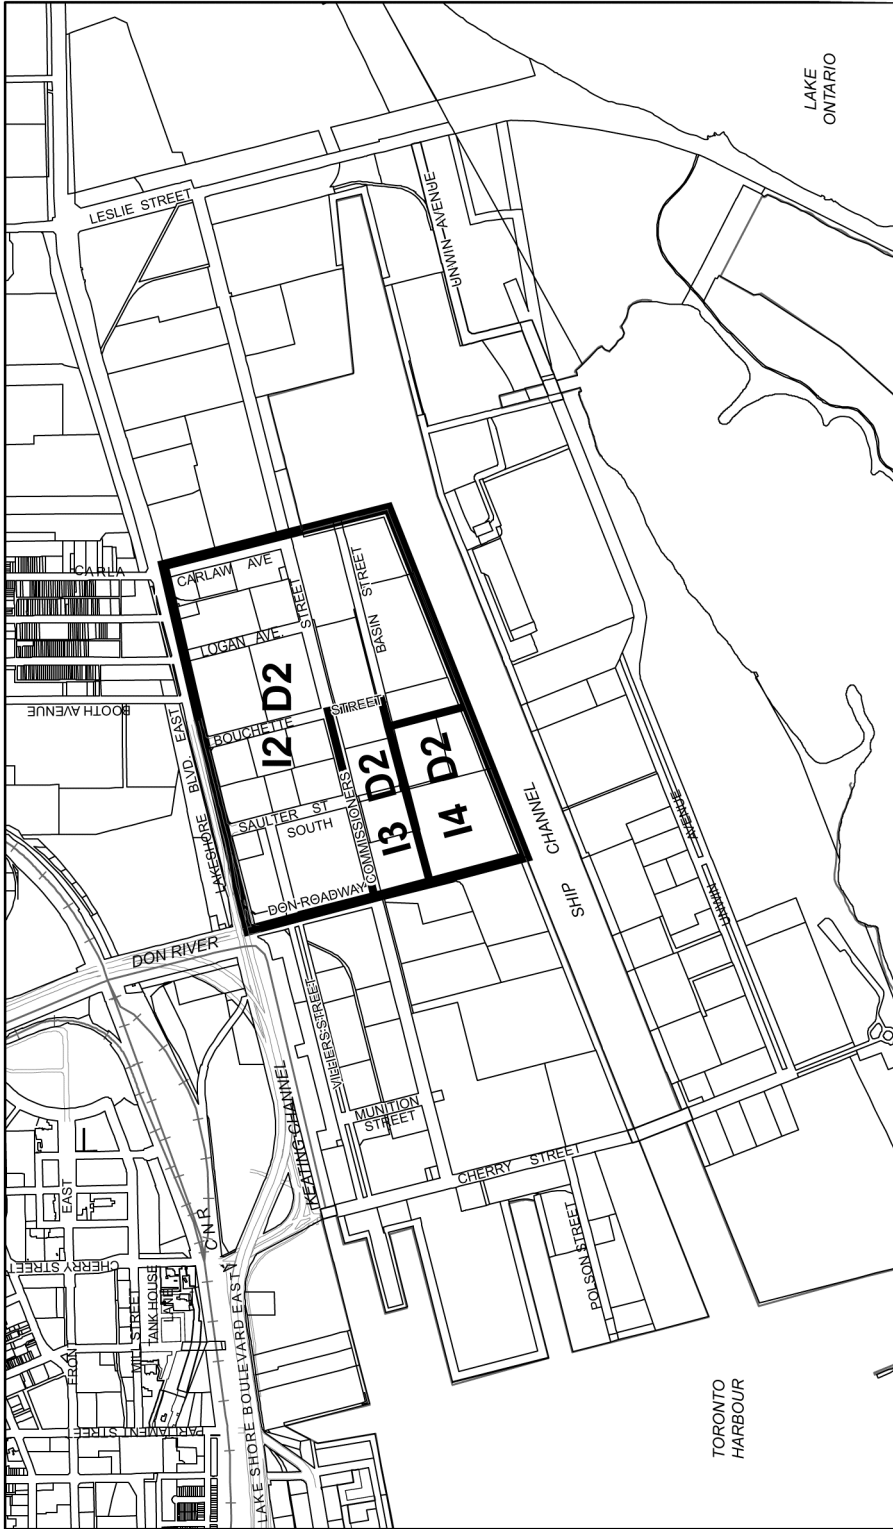 LAKE
ONTARIO
LESLIE STREET
UNWIN AVENUE
CARLA
CARLAW AVE
LOGAN AVE.
STREET
BASIN STREET
BOOTH AVENUE
LAKESHORE BLVD. EAST
BOUCHETTE STREET
I2 D2
SAULTER ST
SOUTH
COMMISSIONERS
I3 D2
I4 D2
DON ROADWAY
DON RIVER
SHIP CHANNEL
UNWIN AVENUE
VILLIERS STREET
KEATING CHANNEL
MUNITION
STREET
CHERRY STREET
POLSON STREET
C N R
EAST
FRONT
CHERRY STREET
MILL STREET
TANK HOUSE
LANE
PARLIAMENT STREET
LAKE SHORE BOULEVARD EAST
TORONTO
HARBOUR